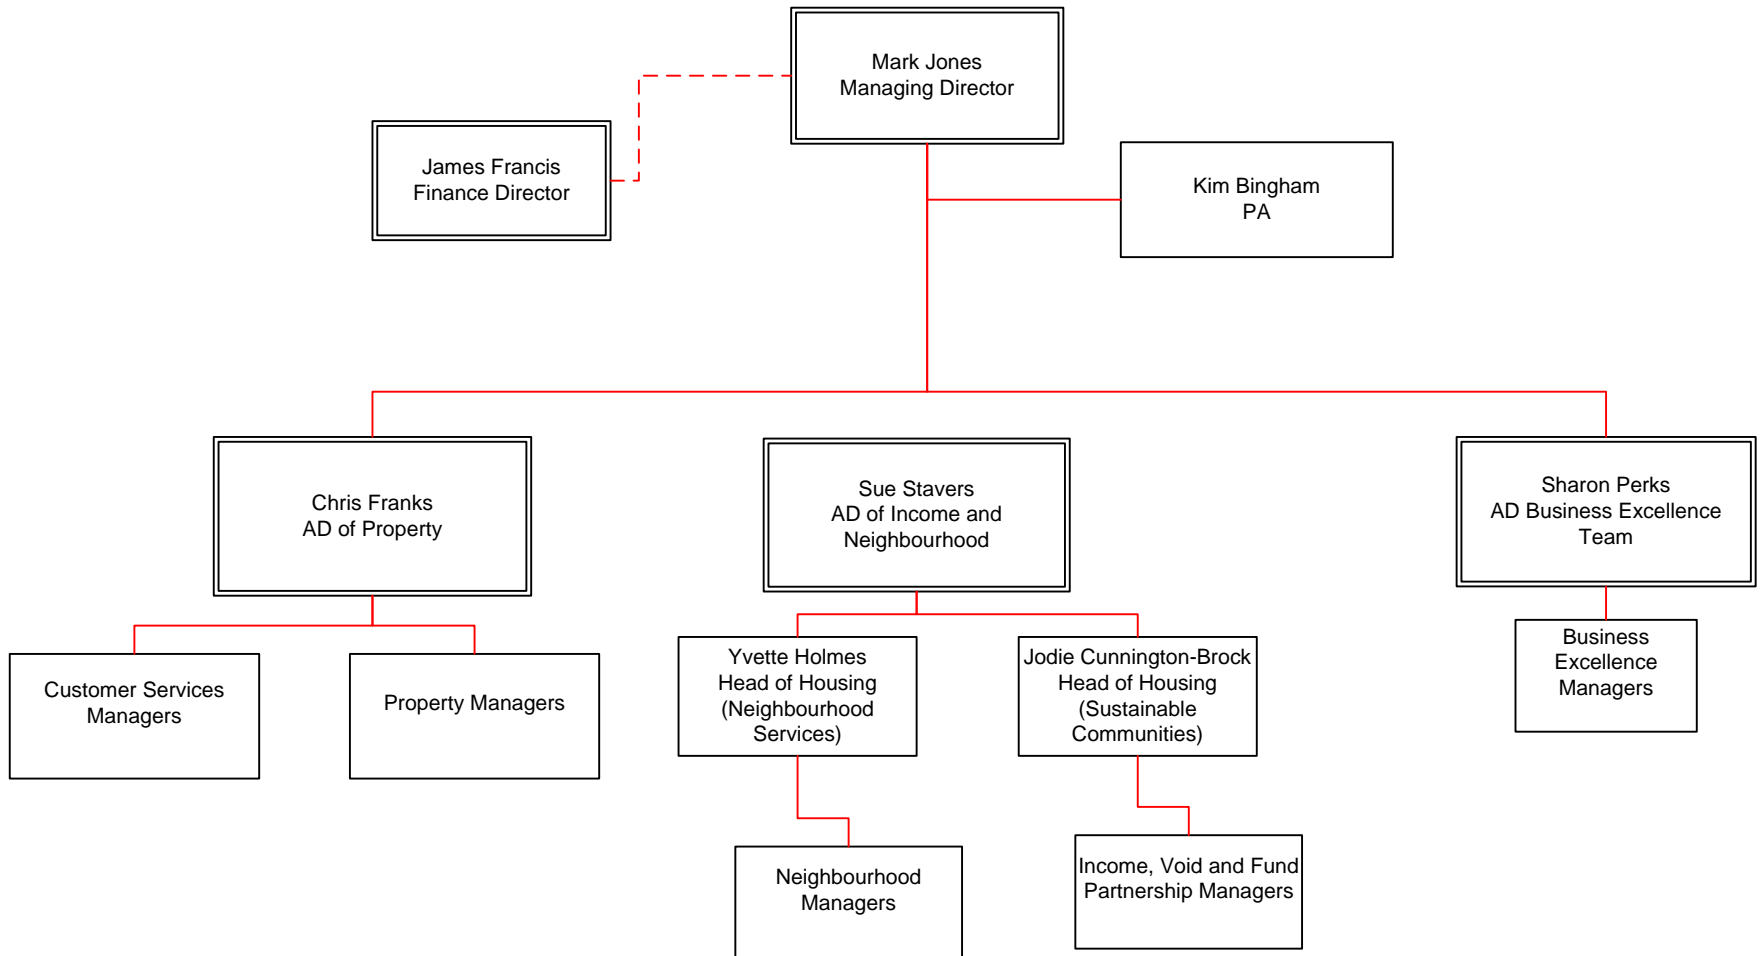 Mark Jones
Managing Director
James Francis
Finance Director
Kim Bingham
PA
Chris Franks
AD of Property
Sue Stavers
AD of Income and
Neighbourhood
Sharon Perks
AD Business Excellence
Team
Customer Services
Managers
Property Managers
Yvette Holmes
Head of Housing
(Neighbourhood
Services)
Jodie Cunnington-Brock
Head of Housing
(Sustainable
Communities)
Business
Excellence
Managers
Neighbourhood
Managers
Income, Void and Fund
Partnership Managers